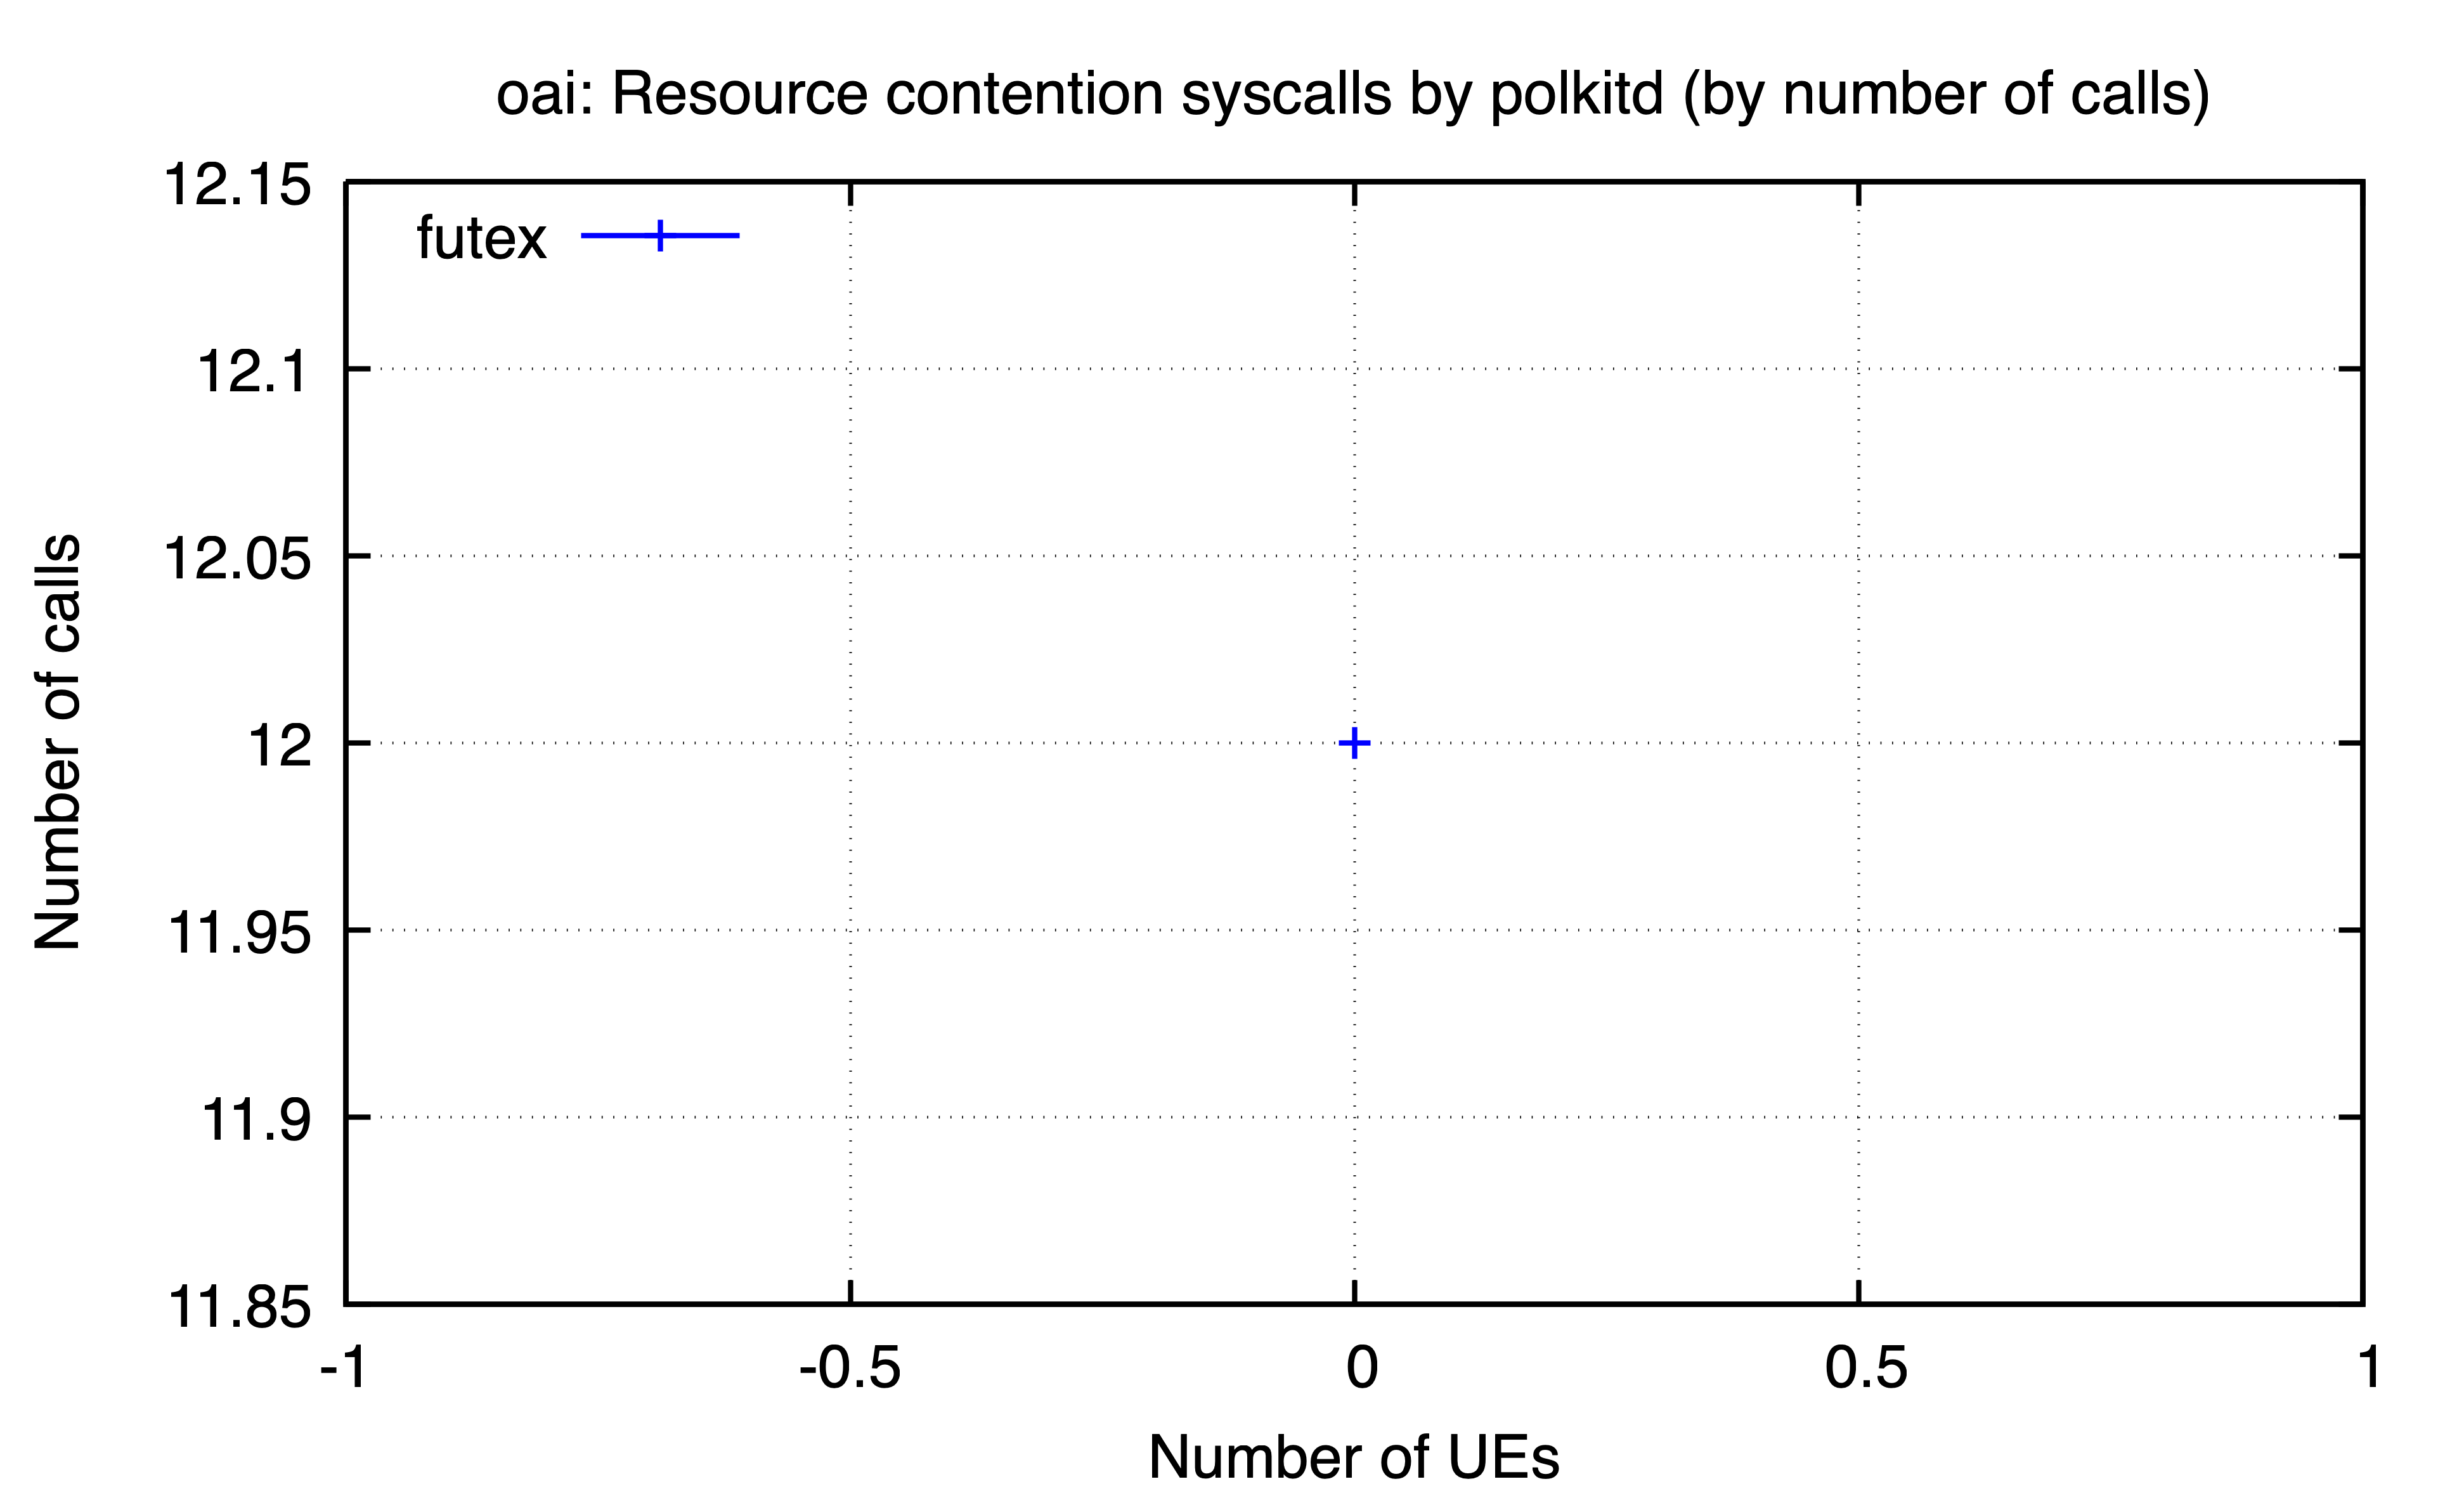 oai: Resource contention syscalls by polkitd (by number of calls)
12.15
futex
12.1
12.05
12
11.95
11.9
11.85
Number of calls
-1 -0.5 0 0.5 1
Number of UEs